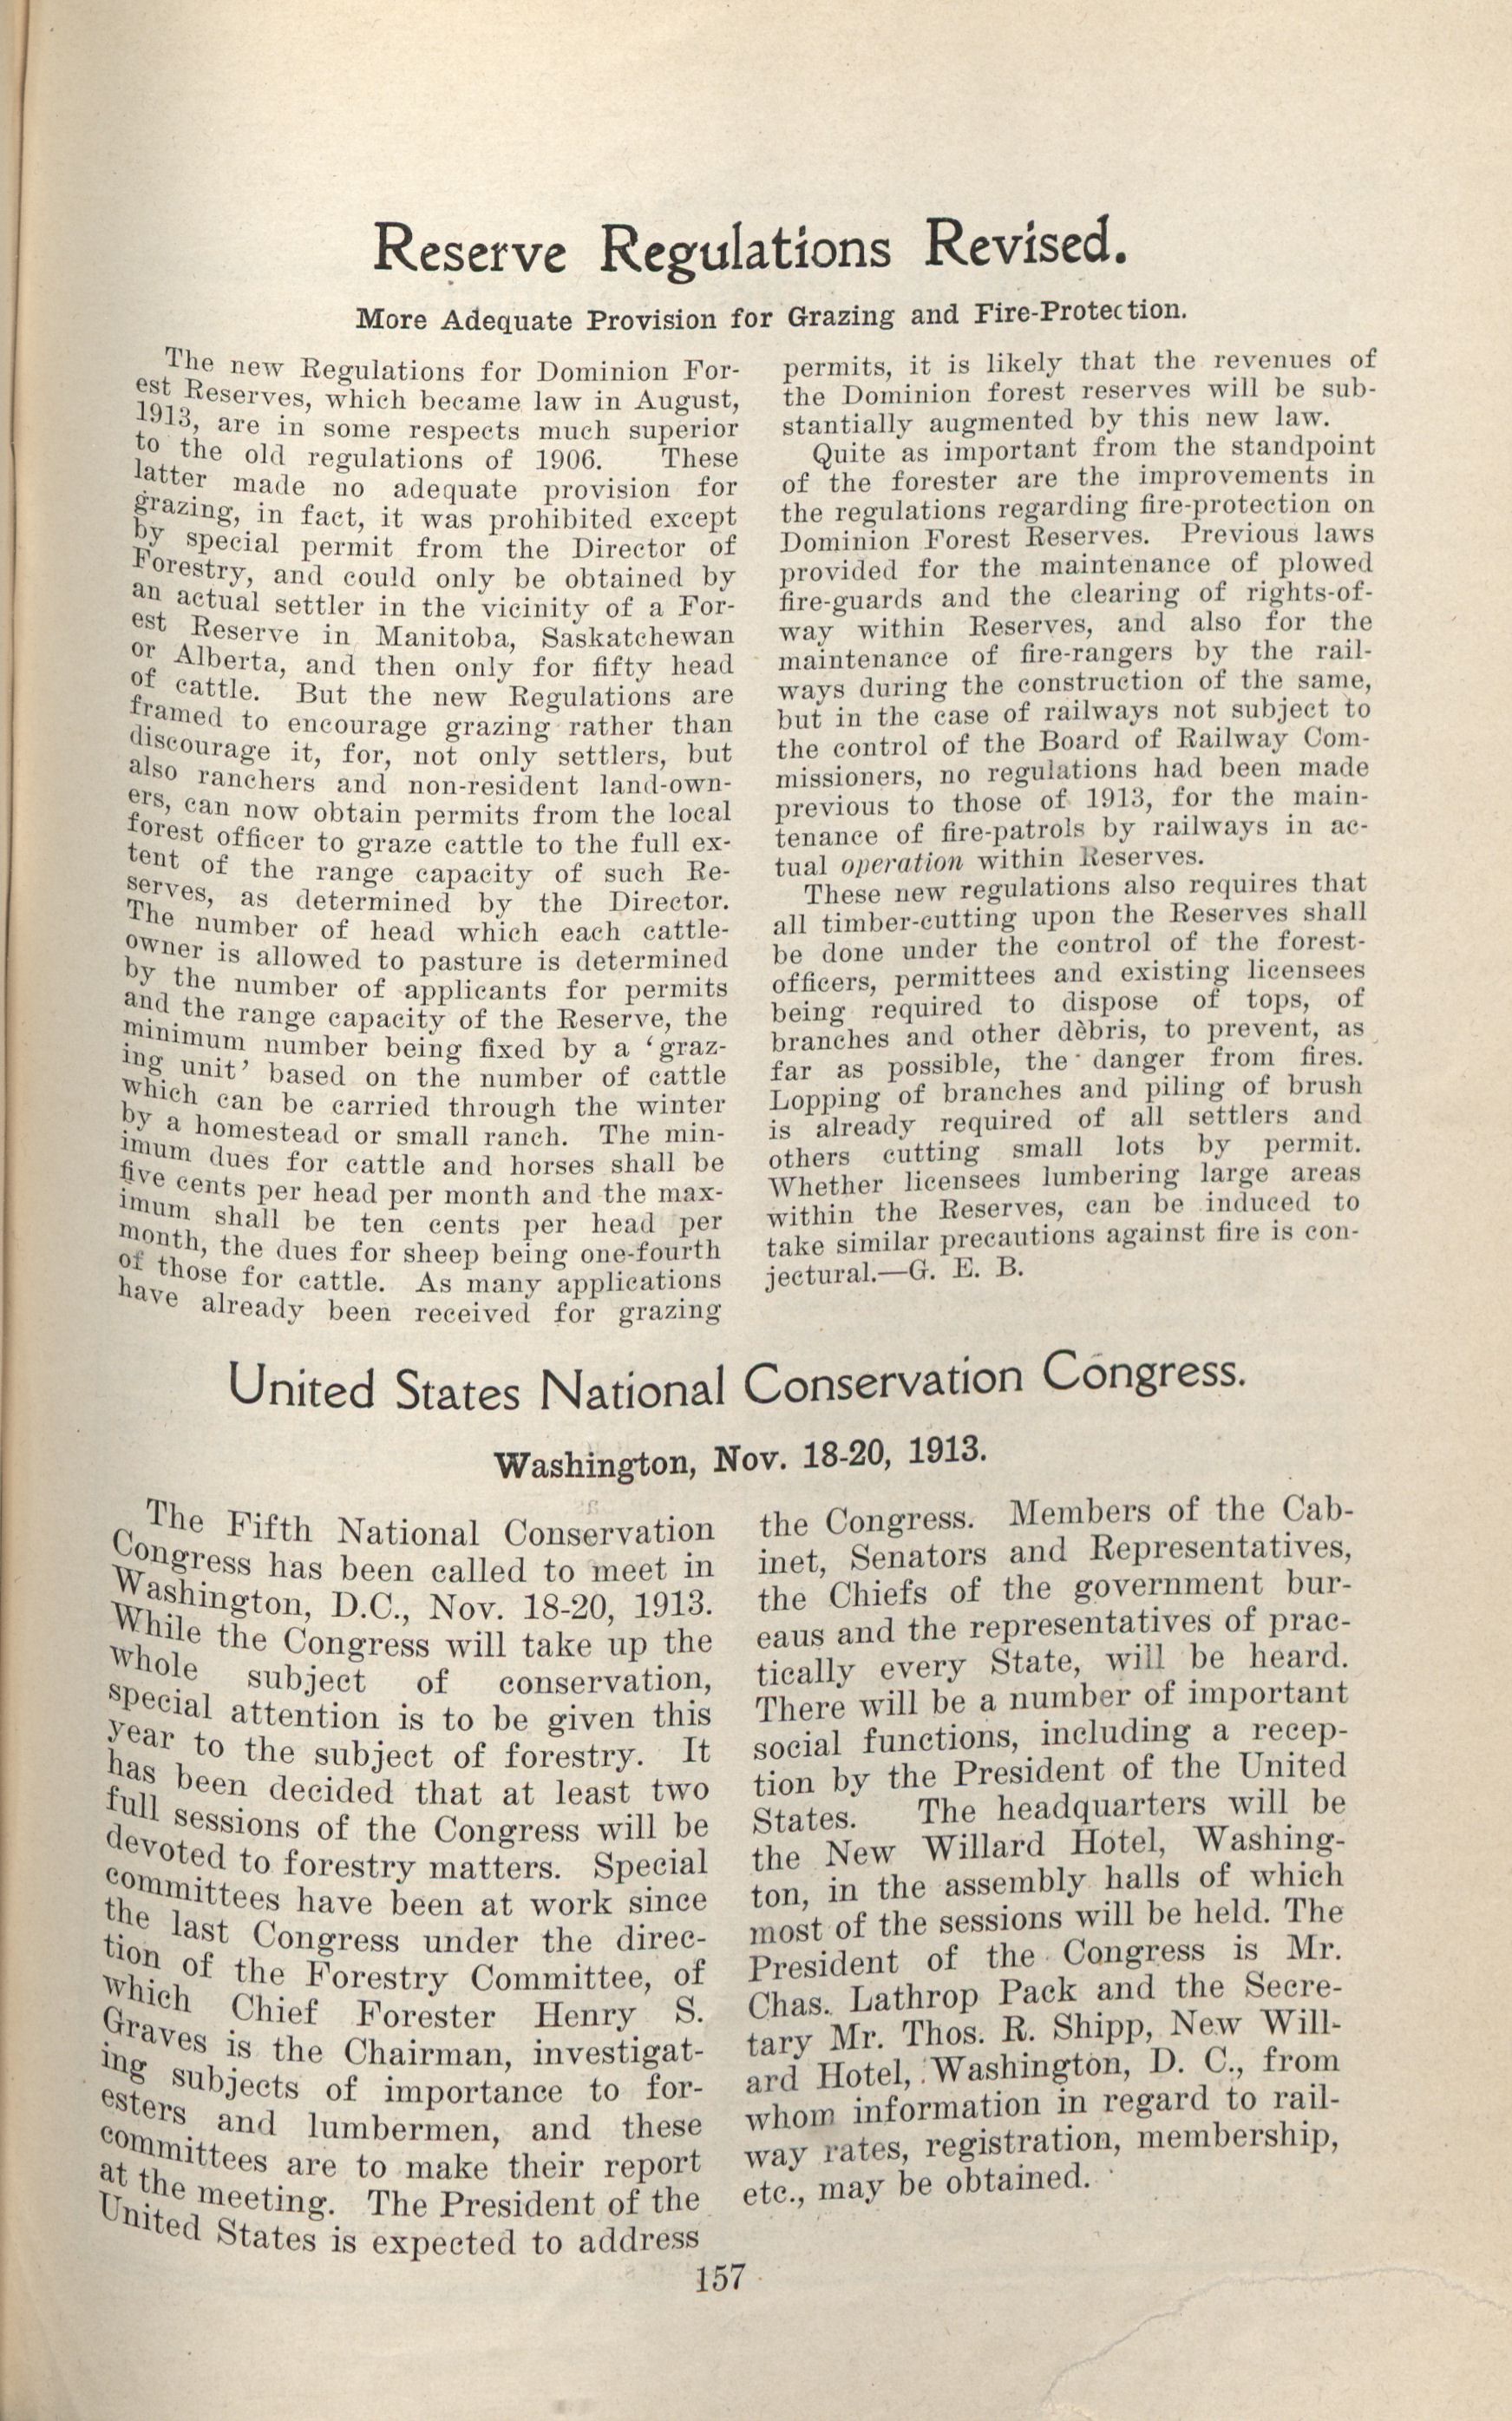 Reserve Regulations Revised.
More Adequate Provision for Grazing and Fire-Protection.
The new Regulations for Dominion For-
est Reserves, which became law in August,
1913, are in some respects much superior
to the old regulations of 1906. These
latter made no adequate provision for
grazing, in fact, it was prohibited except
by special permit from the Director of
Forestry, and could only be obtained by
an actual settler in the vicinity of a For-
est Reserve in Manitoba, Saskatchewan
or Alberta, and then only for fifty head
of cattle. But the new Regulations are
framed to encourage grazing rather than
discourage it, for, not only settlers, but
also ranchers and non-resident land-own-
ers, can now obtain permits from the local
forest officer to graze cattle to the full ex-
tent of the range capacity of such Re-
serves, as determined by the Director.
The number of head which each cattle-
owner is allowed to pasture is determined
by the number of applicants for permits
and the range capacity of the Reserve, the
minimum number being fixed by a 'graz-
ing unit' based on the number of cattle
which can be carried through the winter
by a homestead or small ranch. The min-
imum dues for cattle and horses shall be
five cents per head per month and the max-
imum shall be ten cents per head per
month, the dues for sheep being one-fourth
of those for cattle. As many applications
have already been received for grazing
permits, it is likely that the revenues of
the Dominion forest reserves will be sub-
stantially augmented by this new law.
Quite as important from the standpoint
of the forester are the improvements in
the regulations regarding fire-protection on
Dominion Forest Reserves. Previous laws
provided for the maintenance of plowed
fire-guards and the clearing of rights-of-
way within Reserves, and also for the
maintenance of fire-rangers by the rail-
ways during the construction of the same,
but in the case of railways not subject to
the control of the Board of Railway Com-
missioners, no regulations had been made
previous to those of 1913, for the main-
tenance of fire-patrols by railways in ac-
tual operation within Reserves.
These new regulations also requires that
all timber-cutting upon the Reserves shall
be done under the control of the forest-
officers, permittees and existing licensees
being required to dispose of tops, of
branches and other dèbris, to prevent, as
far as possible, the danger from fires.
Lopping of branches and piling of brush
is already required of all settlers and
others cutting small lots by permit.
Whether licensees lumbering large areas
within the Reserves, can be induced to
take similar precautions against fire is con-
jectural.—G. E. B.
United States National Conservation Congress.
Washington, Nov. 18-20, 1913.
The Fifth National Conservation
Congress has been called to meet in
Washington, D.C., Nov. 18-20, 1913.
While the Congress will take up the
whole subject of conservation,
special attention is to be given this
year to the subject of forestry. It
has been decided that at least two
full sessions of the Congress will be
devoted to forestry matters. Special
committees have been at work since
the last Congress under the direc-
tion of the Forestry Committee, of
which Chief Forester Henry S.
Graves is the Chairman, investigat-
ing subjects of importance to for-
esters and lumbermen, and these
committees are to make their report
at the meeting. The President of the
United States is expected to address
the Congress. Members of the Cab-
inet, Senators and Representatives,
the Chiefs of the government bur-
eaus and the representatives of prac-
tically every State, will be heard.
There will be a number of important
social functions, including a recep-
tion by the President of the United
States. The headquarters will be
the New Willard Hotel, Washing-
ton, in the assembly halls of which
most of the sessions will be held. The
President of the Congress is Mr.
Chas. Lathrop Pack and the Secre-
tary Mr. Thos. R. Shipp, New Will-
ard Hotel, Washington, D. C., from
whom information in regard to rail-
way rates, registration, membership,
etc., may be obtained.
157